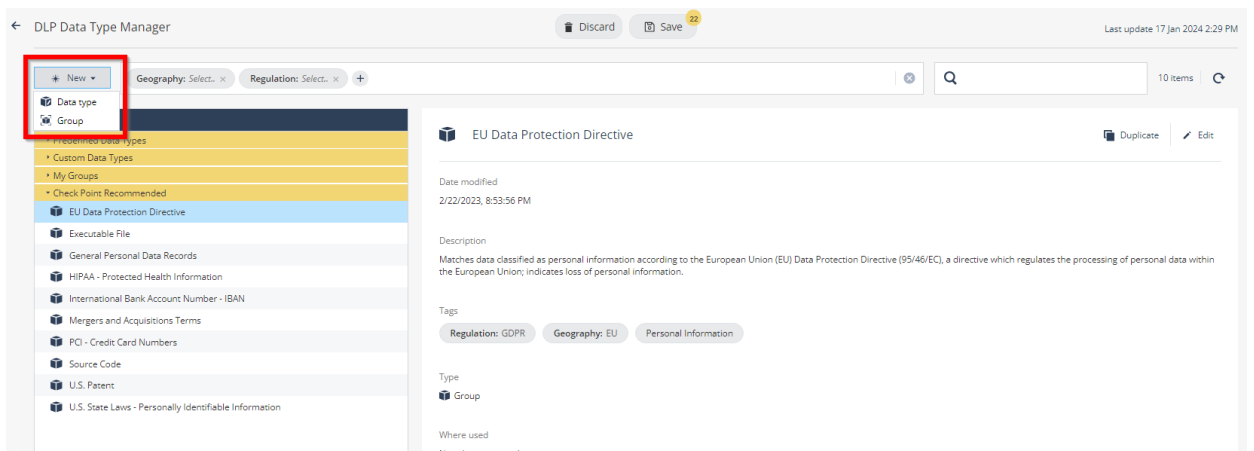 DLP Data Type Manager
Discard
Save
22
Last update 17 Jan 2024 2:29 PM
New
Geography: Select..
Regulation: Select..
10 items
Data type
Group
Predefined Data Types
Custom Data Types
My Groups
Check Point Recommended
EU Data Protection Directive
Executable File
General Personal Data Records
HIPAA - Protected Health Information
International Bank Account Number - IBAN
Mergers and Acquisitions Terms
PCI - Credit Card Numbers
Source Code
U.S. Patent
U.S. State Laws - Personally Identifiable Information
EU Data Protection Directive
Duplicate
Edit
Date modified
2/22/2023, 8:53:56 PM
Description
Matches data classified as personal information according to the European Union (EU) Data Protection Directive (95/46/EC), a directive which regulates the processing of personal data within
the European Union; indicates loss of personal information.
Tags
Regulation: GDPR
Geography: EU
Personal Information
Type
Group
Where used